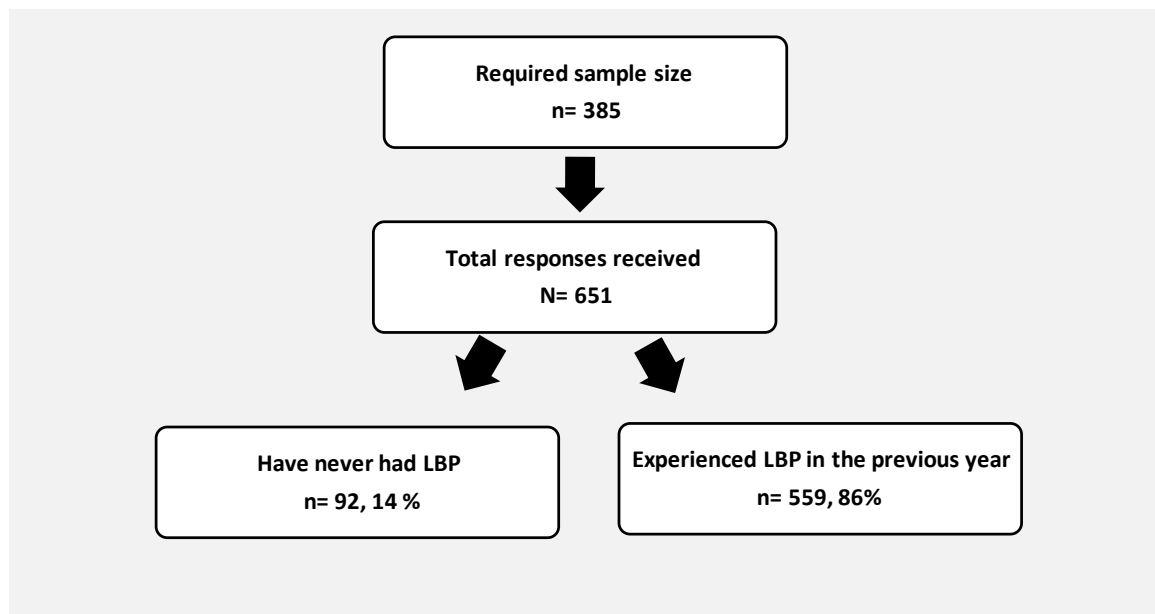 Required sample size
n= 385
Total responses received
N= 651
Have never had LBP
n= 92, 14 %
Experienced LBP in the previous year
n= 559, 86%